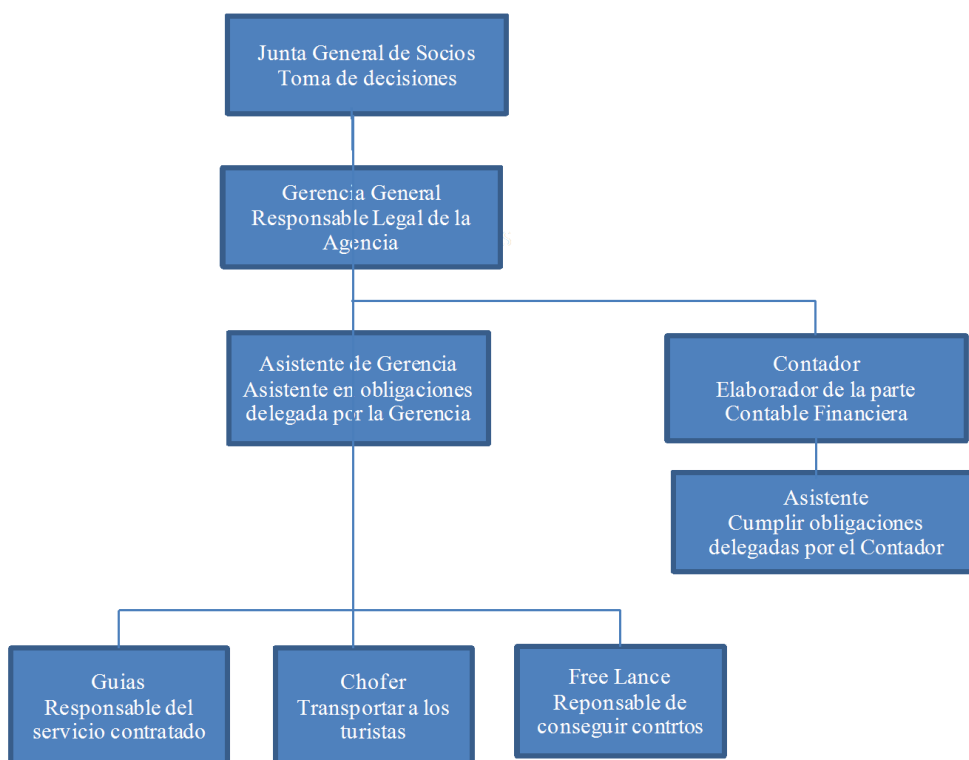 Junta General de Socios
Toma de decisiones
Gerencia General
Responsable Legal de la
Agencia
Asistente de Gerencia
Asistente en obligaciones
delegada por la Gerencia
Contador
Elaborador de la parte
Contable Financiera
Asistente
Cumplir obligaciones
delegadas por el Contador
Guias
Responsable del
servicio contratado
Chofer
Transportar a los
turistas
Free Lance
Reponsable de
conseguir contrtos